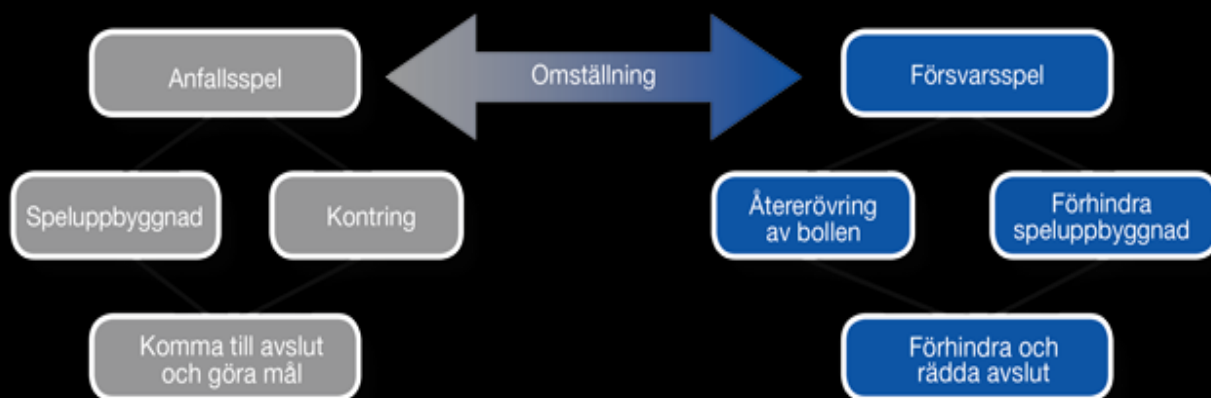 Anfallsspel
Omställning
Försvarsspel
Speluppbyggnad
Kontring
Återerövring
av bollen
Förhindra
speluppbyggnad
Komma till avslut
och göra mål
Förhindra och
rädda avslut